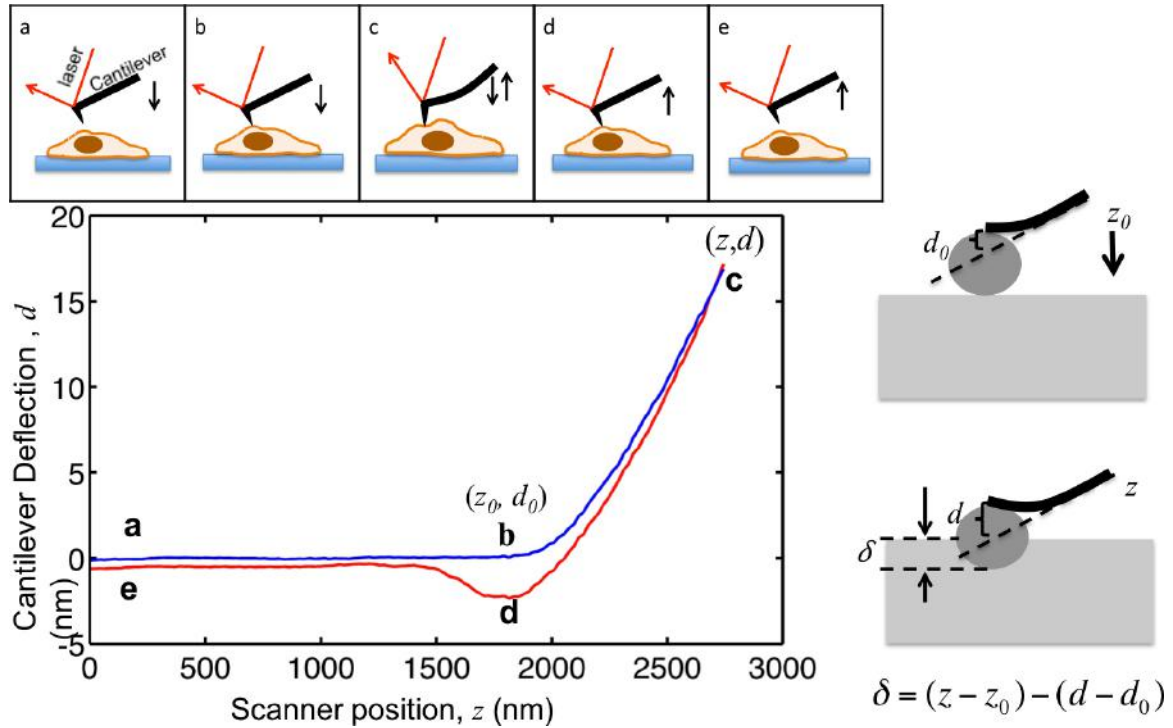 a
b
c
d
e
laser
Cantilever
20
15
10
5
0
-5
Cantilever Deflection , d
(nm)
(z,d)
c
(z₀, d₀)
a
b
e
d
0 500 1000 1500 2000 2500 3000
Scanner position, z (nm)
d₀
z₀
d
z
δ
δ = (z − z₀) − (d − d₀)